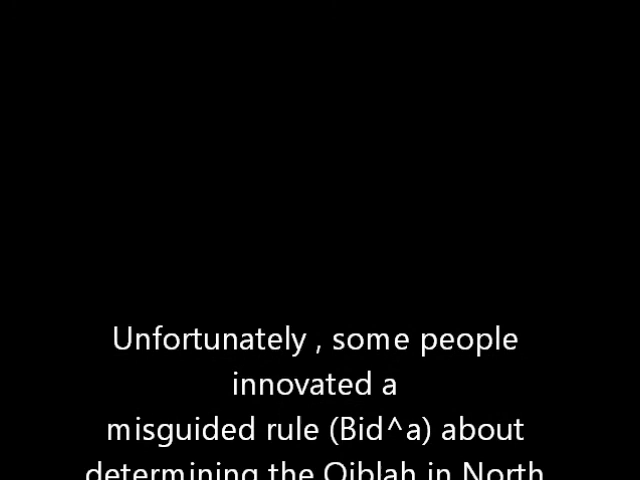 Unfortunately , some people
innovated a
misguided rule (Bid^a) about
determining the Qiblah in North